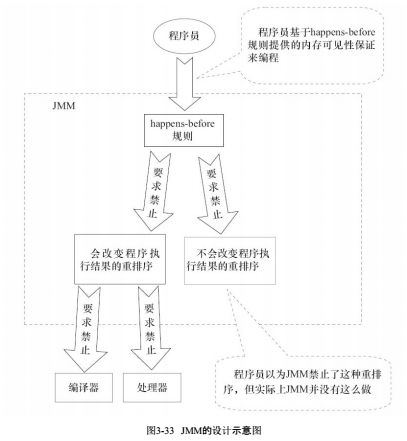 程序员
程序员基于happens-before
规则提供的内存可见性保证
来编程
JMM
happens-before
规则
要求禁止
要求禁止
会改变程序执
行结果的重排序
不会改变程序执
行结果的重排序
要求禁止
要求禁止
编译器
处理器
程序员以为JMM禁止了这种重排
序，但实际上JMM并没有这么做
图3-33 JMM的设计示意图